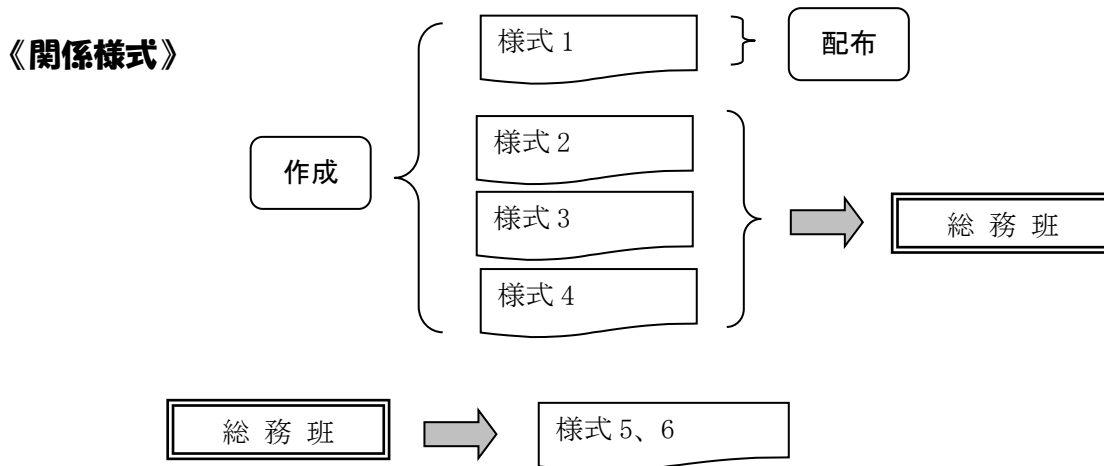 《関係様式》
作成
様式 1
配布
様式 2
様式 3
様式 4
総 務 班
総 務 班
様式 5、6